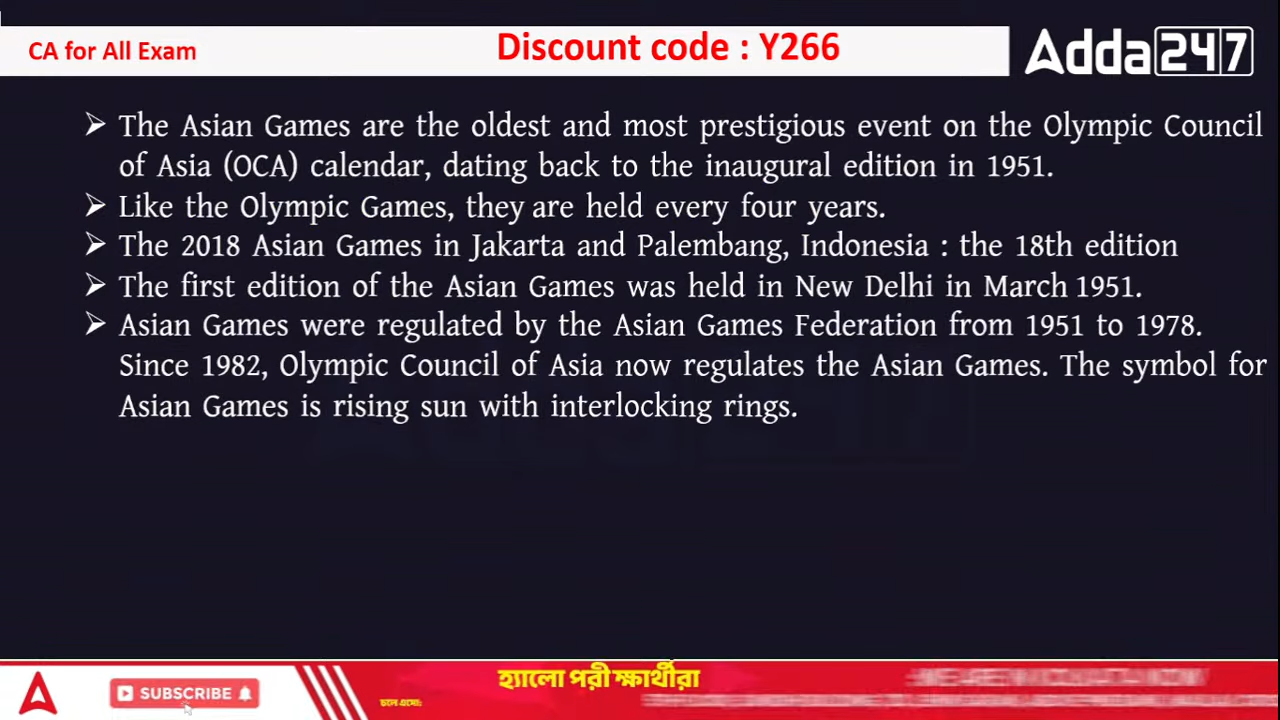 CA for All Exam
Discount code : Y266
Adda247
The Asian Games are the oldest and most prestigious event on the Olympic Council
of Asia (OCA) calendar, dating back to the inaugural edition in 1951.
Like the Olympic Games, they are held every four years.
The 2018 Asian Games in Jakarta and Palembang, Indonesia : the 18th edition
The first edition of the Asian Games was held in New Delhi in March 1951.
Asian Games were regulated by the Asian Games Federation from 1951 to 1978.
Since 1982, Olympic Council of Asia now regulates the Asian Games. The symbol for
Asian Games is rising sun with interlocking rings.
SUBSCRIBE
হ্যালো পরীক্ষার্থীরা
চলে এসো: